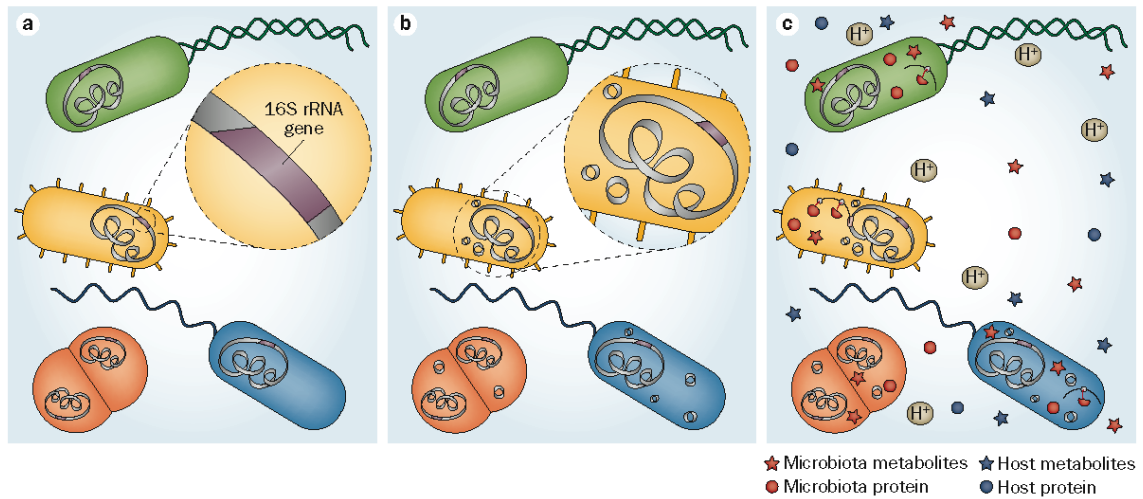 a
16S rRNA
gene
b
c
H+
H+
H+
H+
H+
H+
Microbiota metabolites
Host metabolites
Microbiota protein
Host protein